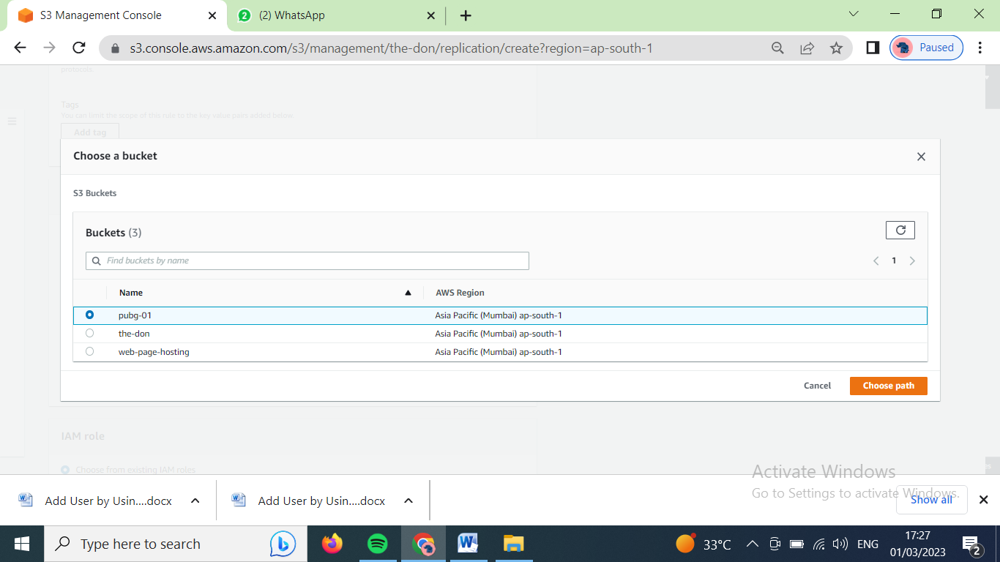 S3 Management Console
(2) WhatsApp
s3.console.aws.amazon.com/s3/management/the-don/replication/create?region=ap-south-1
Paused
protocols.
Tags
You can limit the scope of this rule to the key value pairs added below.
Add tag
Choose a bucket
S3 Buckets
Buckets (3)
Find buckets by name
1
Name
AWS Region
pubg-01
Asia Pacific (Mumbai) ap-south-1
the-don
Asia Pacific (Mumbai) ap-south-1
web-page-hosting
Asia Pacific (Mumbai) ap-south-1
Cancel
Choose path
IAM role
Choose from existing IAM roles
Activate Windows
Go to Settings to activate Windows.
Add User by Usin....docx
Add User by Usin....docx
Show all
Type here to search
33°C
ENG
17:27
01/03/2023
2